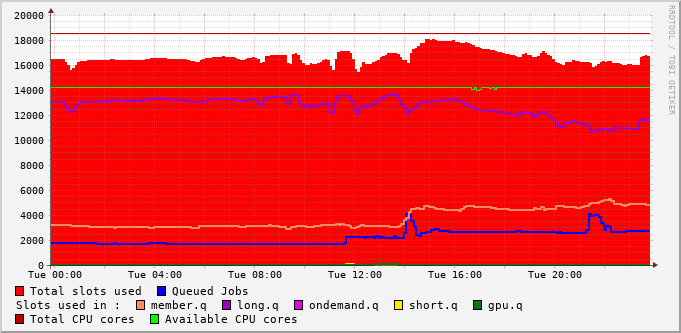 20000
18000
16000
14000
12000
10000
8000
6000
4000
2000
0
Tue 00:00 Tue 04:00 Tue 08:00 Tue 12:00 Tue 16:00 Tue 20:00
Total slots used Queued Jobs
Slots used in : member.q long.q ondemand.q short.q gpu.q
Total CPU cores Available CPU cores
RRDTOOL / TOBI OETIKER